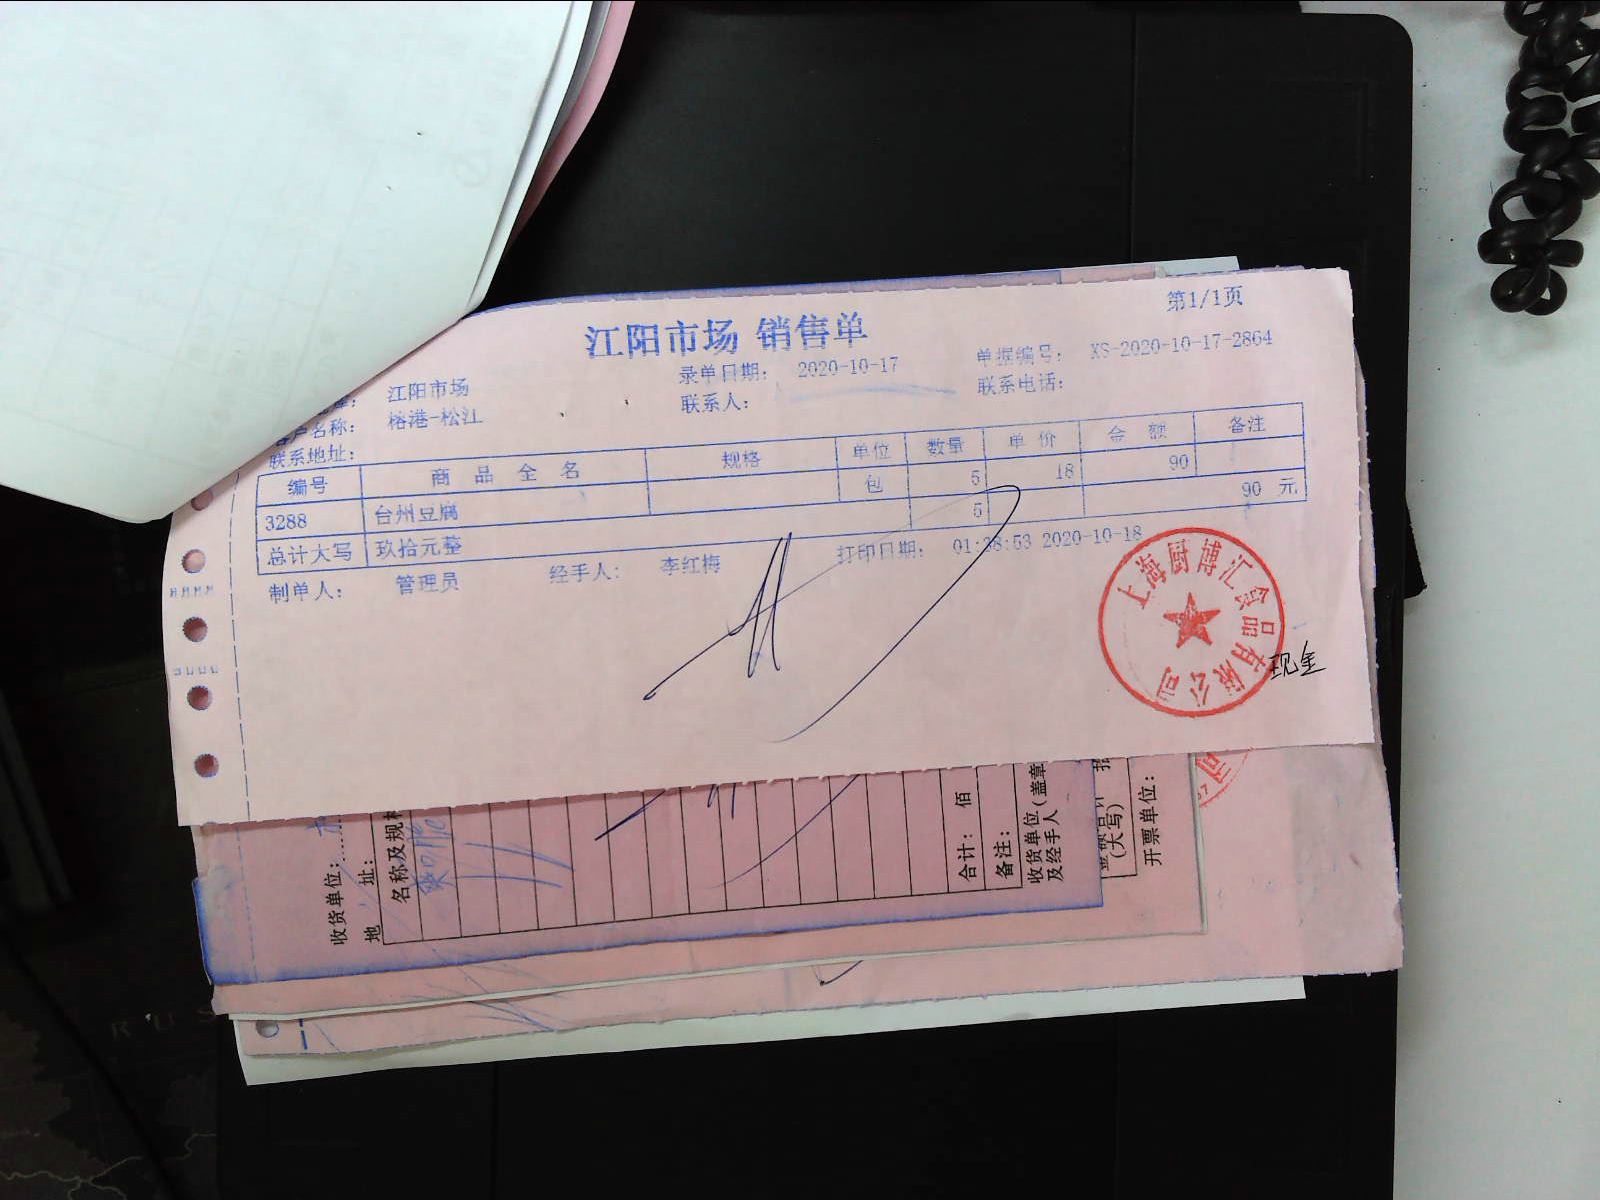 第1/1页
江阳市场 销售单
江阳市场 录单日期： 2020-10-17 单据编号： XS-2020-10-17-2864
客户名称： 榕港-松江 联系人： 联系电话：
联系地址：
编号 商品全名 规格 单位 数量 单价 金额 备注
3288 台州豆腐 包 5 18 90
总计大写 玖拾元整 5 90 元
制单人： 管理员 经手人： 李红梅 打印日期： 01:38:53 2020-10-18
上海厨博汇食品有限公司
现金
收货单位：
地址：
名称及规格
合计： 佰
备注：
收货单位（盖章
及经手人
（大写）
开票单位：
司
RUS